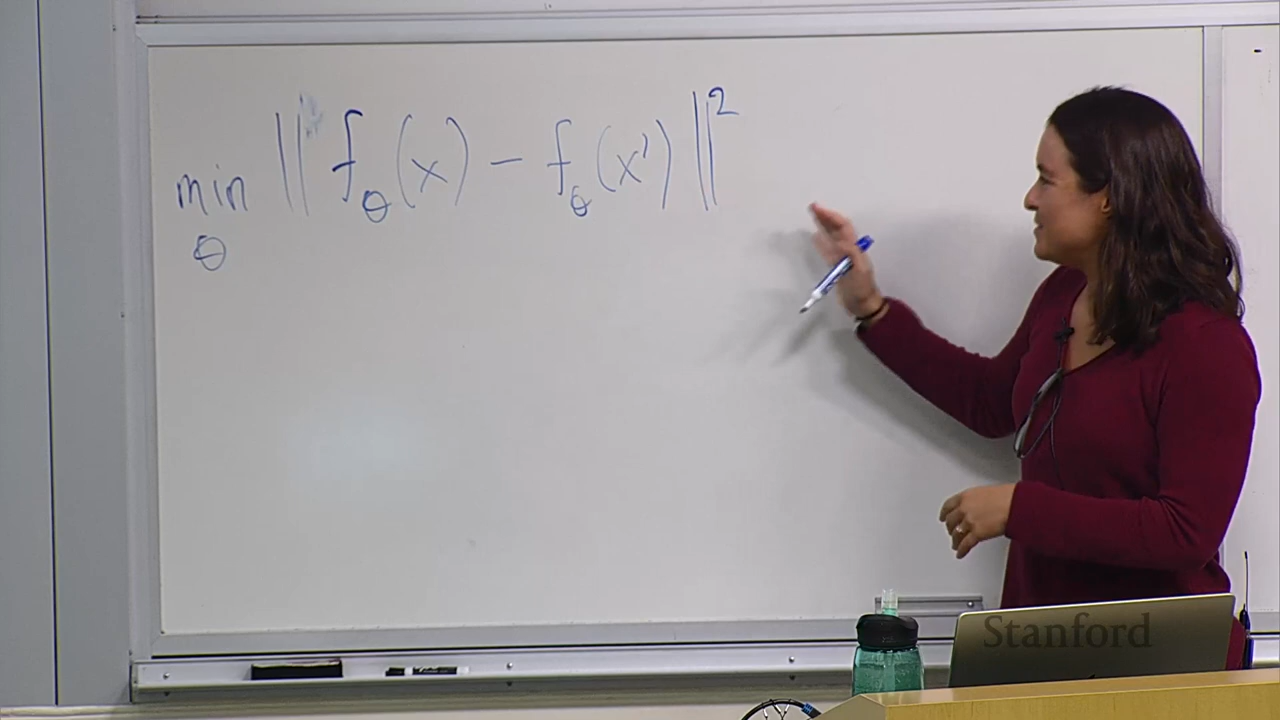 min || f_θ(x) − f_θ(x') ||²
θ
Stanford